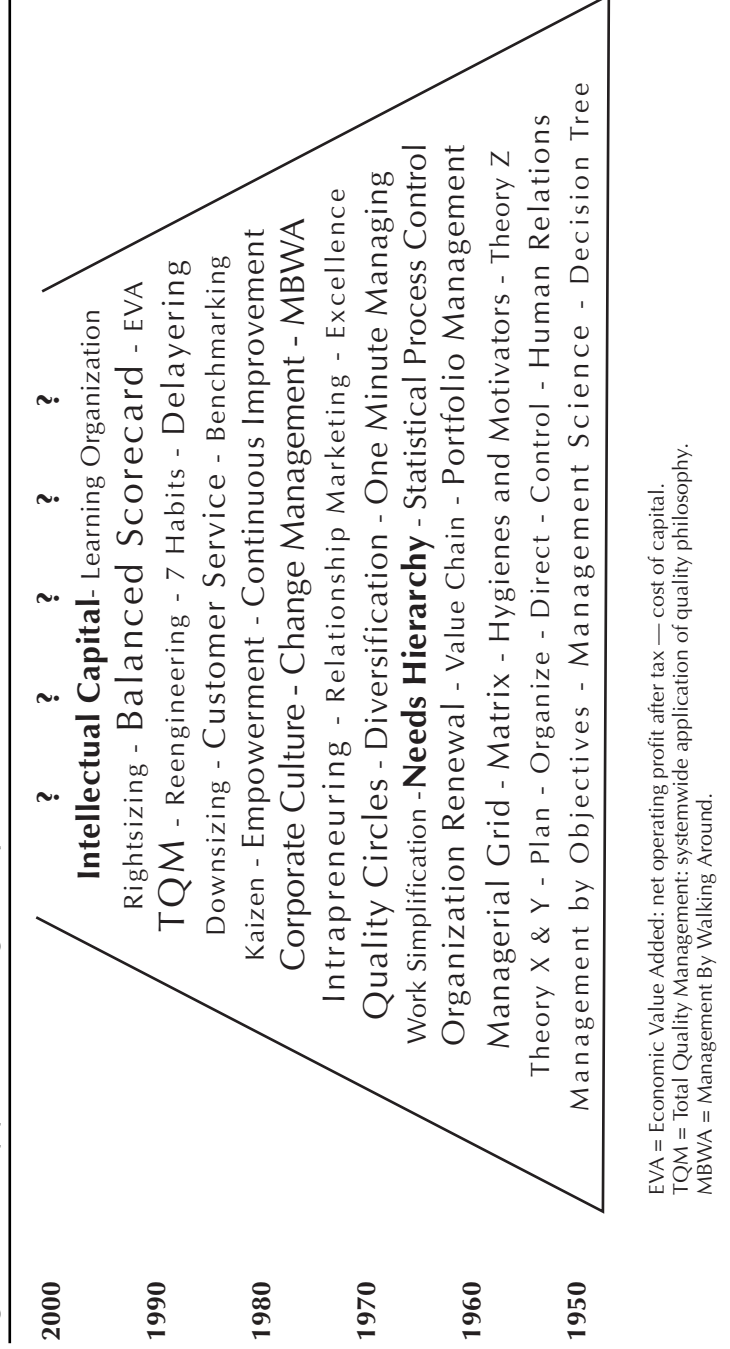 2000
? ? ? ? ?
Intellectual Capital- Learning Organization
1990
Rightsizing - Balanced Scorecard - EVA
TQM - Reengineering - 7 Habits - Delayering
Downsizing - Customer Service - Benchmarking
1980
Kaizen - Empowerment - Continuous Improvement
Corporate Culture - Change Management - MBWA
Intrapreneuring - Relationship Marketing - Excellence
1970
Quality Circles - Diversification - One Minute Managing
Work Simplification - Needs Hierarchy - Statistical Process Control
1960
Organization Renewal - Value Chain - Portfolio Management
Managerial Grid - Matrix - Hygienes and Motivators - Theory Z
Theory X & Y - Plan - Organize - Direct - Control - Human Relations
1950
Management by Objectives - Management Science - Decision Tree
EVA = Economic Value Added: net operating profit after tax — cost of capital.
TQM = Total Quality Management: systemwide application of quality philosophy.
MBWA = Management By Walking Around.